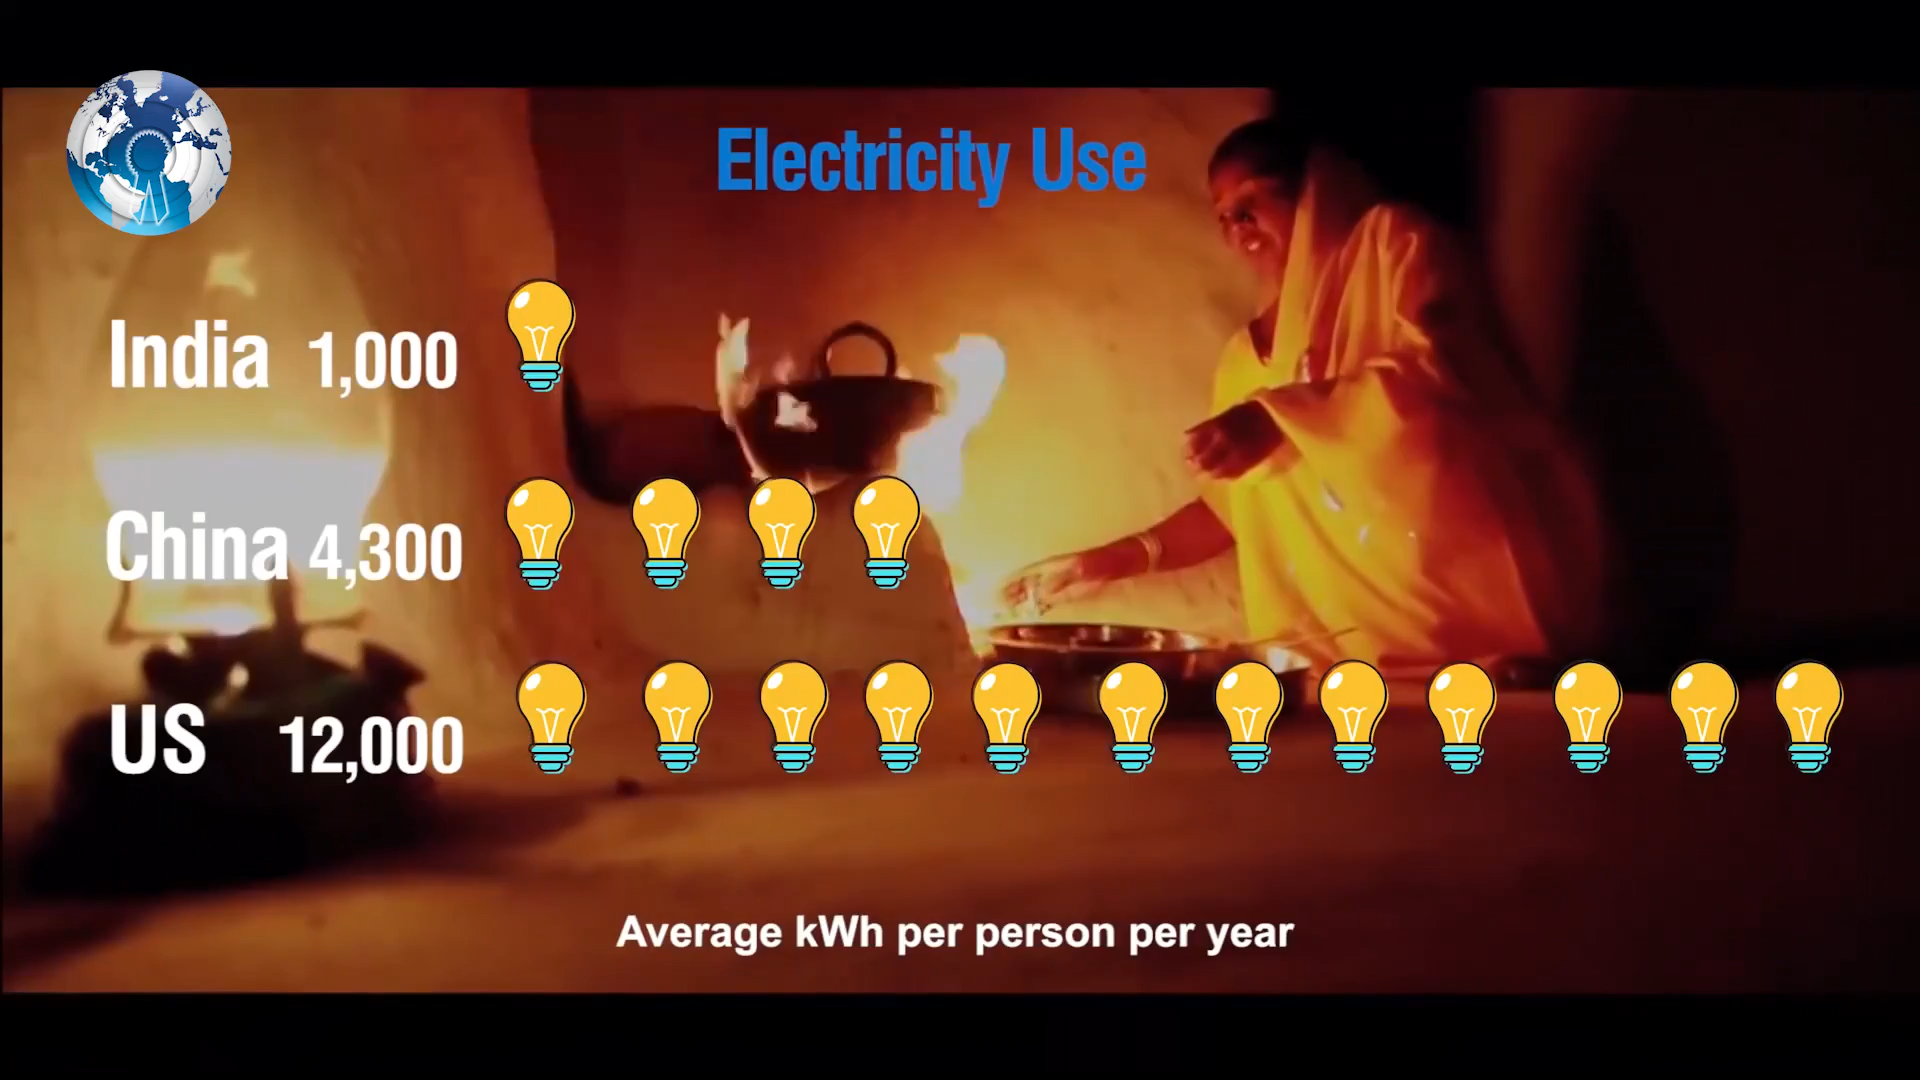 Electricity Use
India 1,000
China 4,300
US 12,000
Average kWh per person per year